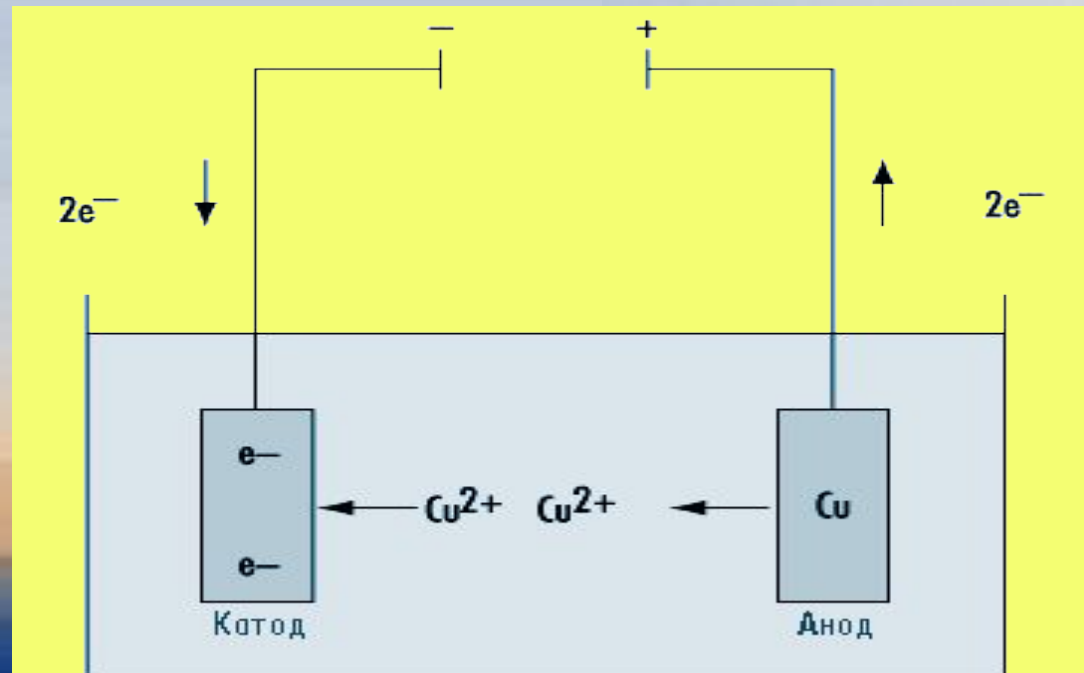 — +
2e— 2e—
e—
Cu2+ Cu2+ Cu
e—
Катод Анод